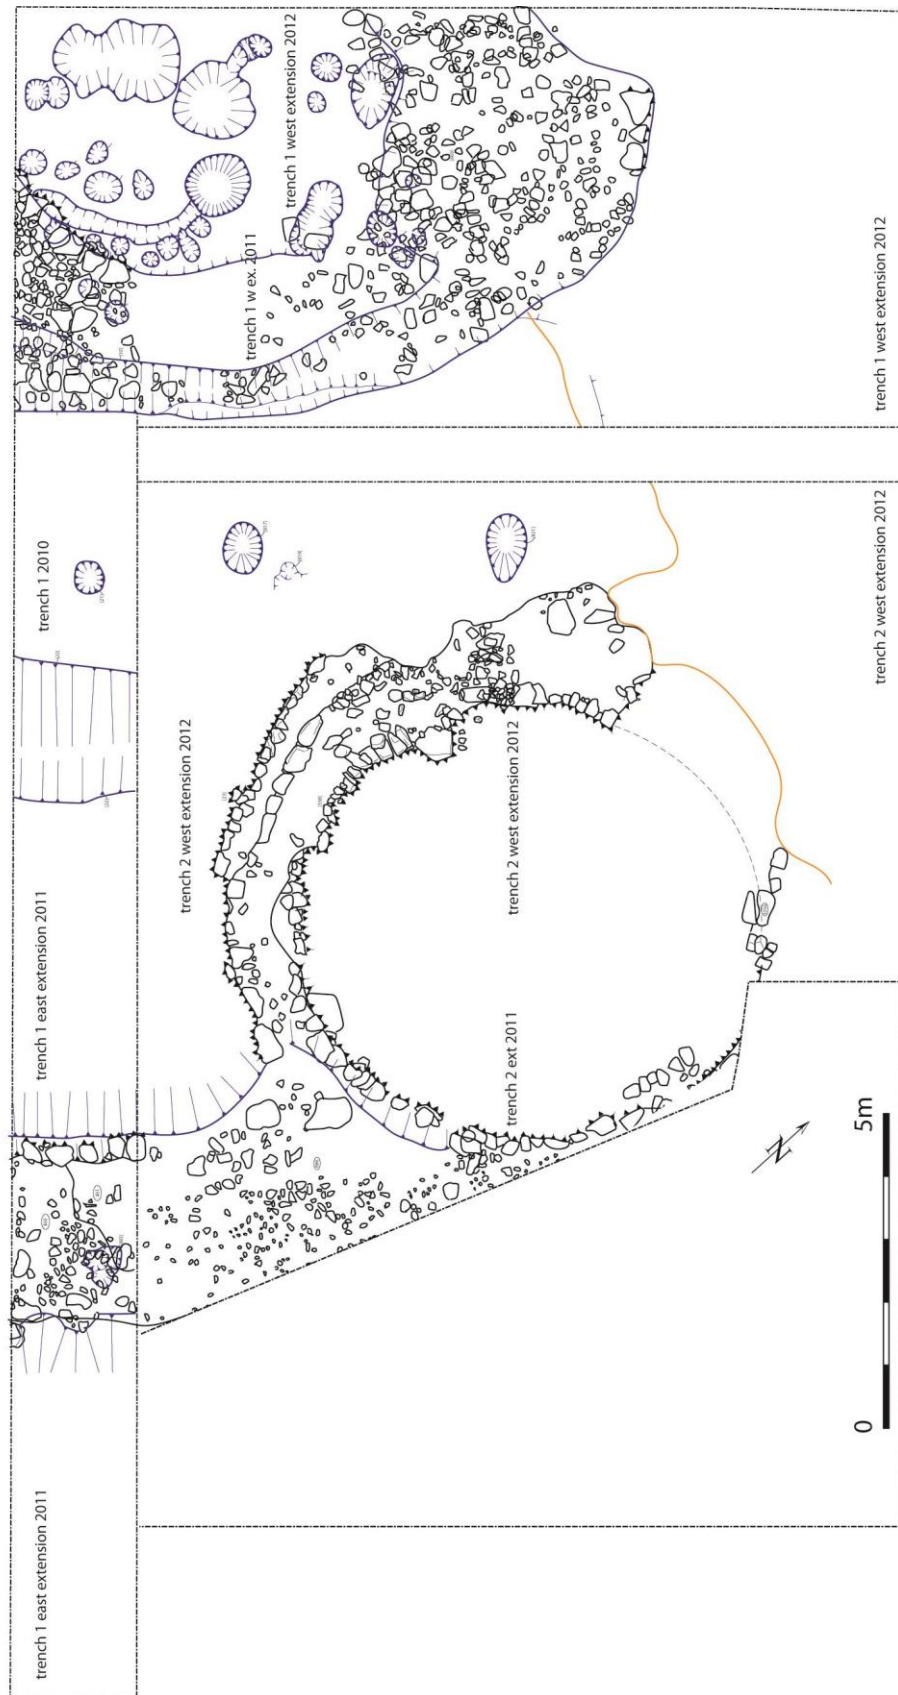 trench 1 west extension 2012
trench 1 w ex. 2011
trench 1 west extension 2012
trench 1 2010
trench 2 west extension 2012
trench 2 west extension 2012
trench 2 west extension 2012
trench 1 east extension 2011
trench 2 ext 2011
N
5m
0
trench 1 east extension 2011